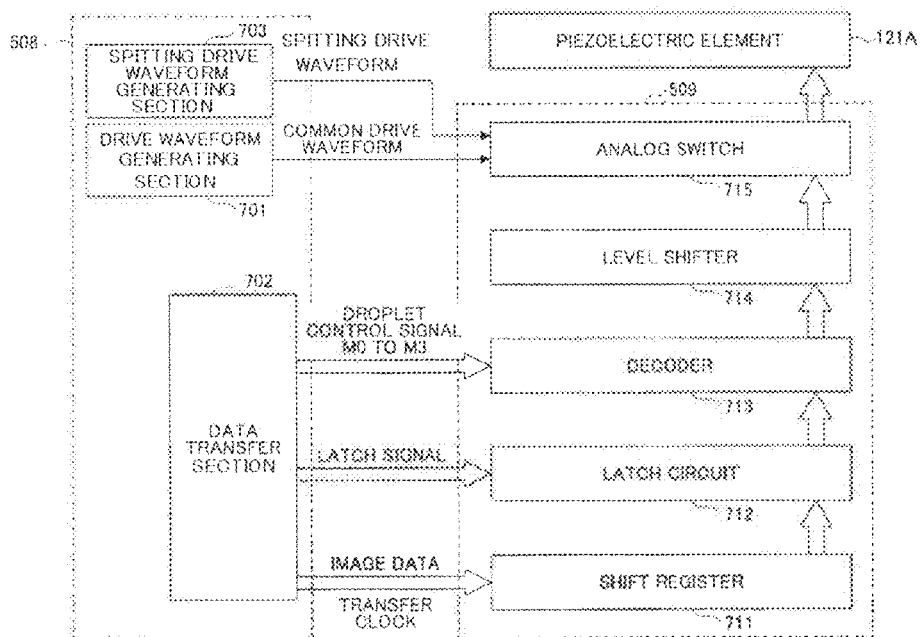 508
703
SPITTING DRIVE
WAVEFORM
GENERATING
SECTION
SPITTING DRIVE
WAVEFORM
PIEZOELECTRIC ELEMENT
121A
509
DRIVE WAVEFORM
GENERATING
SECTION
701
COMMON DRIVE
WAVEFORM
ANALOG SWITCH
715
LEVEL SHIFTER
714
702
DROPLET
CONTROL SIGNAL
M0 TO M3
DECODER
713
DATA
TRANSFER
SECTION
LATCH SIGNAL
LATCH CIRCUIT
712
IMAGE DATA
TRANSFER
CLOCK
SHIFT REGISTER
711